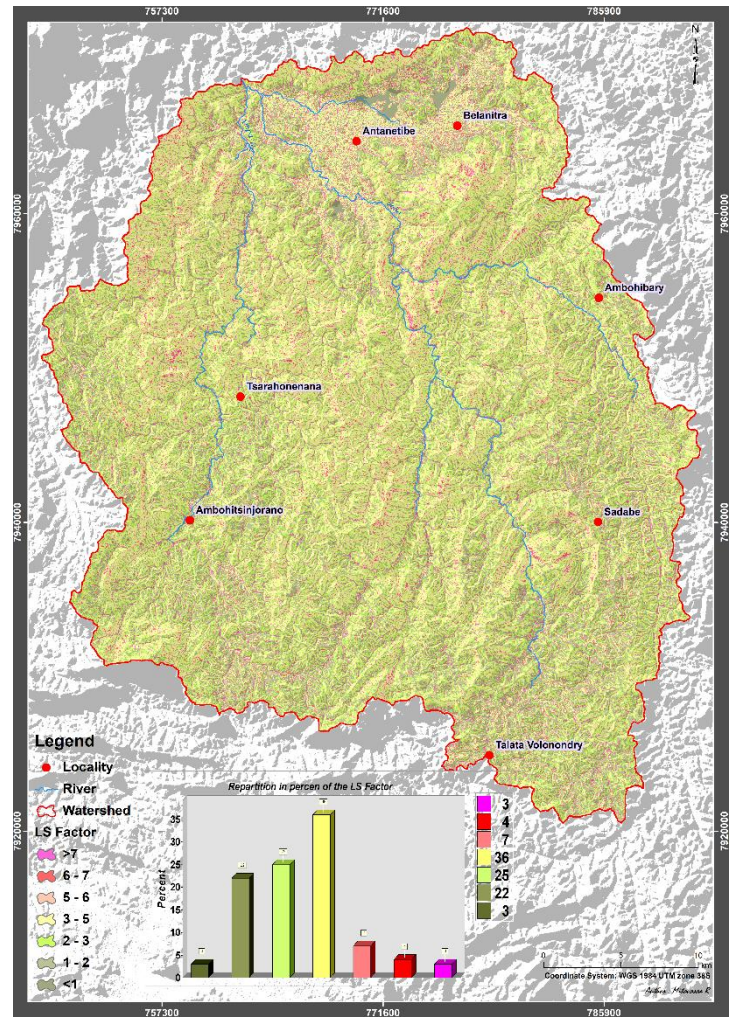 757300 771600 785900
N
Belanitra
Antanetibe
7960000 7960000
Ambohibary
Tsarahonenana
Ambohitsinjorano
Sadabe
7940000 7940000
Talata Volonondry
Legend
Locality
River
Watershed
LS Factor
>7
6 - 7
5 - 6
3 - 5
2 - 3
1 - 2
<1
Repartition in percen of the LS Factor
Percent
35
30
25
20
15
10
5
0
3
4
7
36
25
22
3
7920000 7920000
0 5 10
km
Coordinate System: WGS 1984 UTM zone 38S
757300 771600 785900